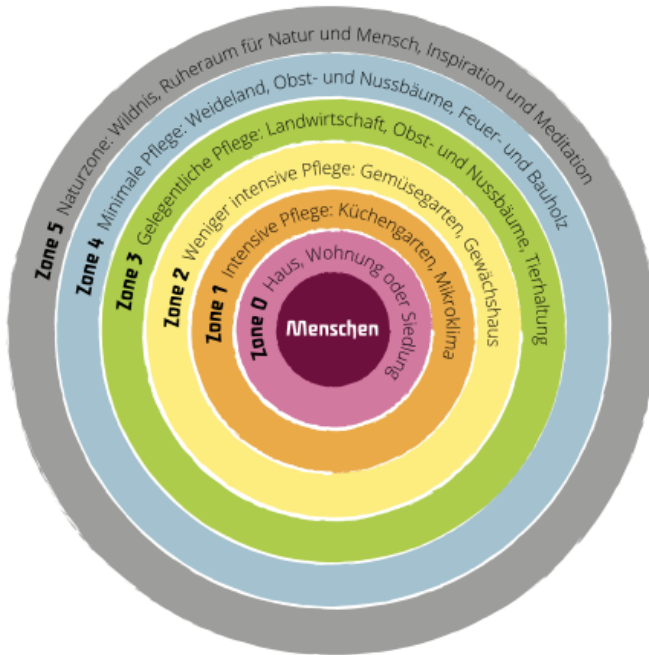 Zone 5 Naturzone: Wildnis, Ruheraum für Natur und Mensch, Inspiration und Meditation
Zone 4 Minimale Pflege: Weideland, Obst- und Nussbäume, Feuer- und Bauholz
Zone 3 Gelegentliche Pflege: Landwirtschaft, Obst- und Nussbäume, Tierhaltung
Zone 2 Weniger intensive Pflege: Gemüsegarten, Gewächshaus
Zone 1 Intensive Pflege: Küchengarten, Mikroklima
Zone 0 Haus, Wohnung oder Siedlung
Menschen